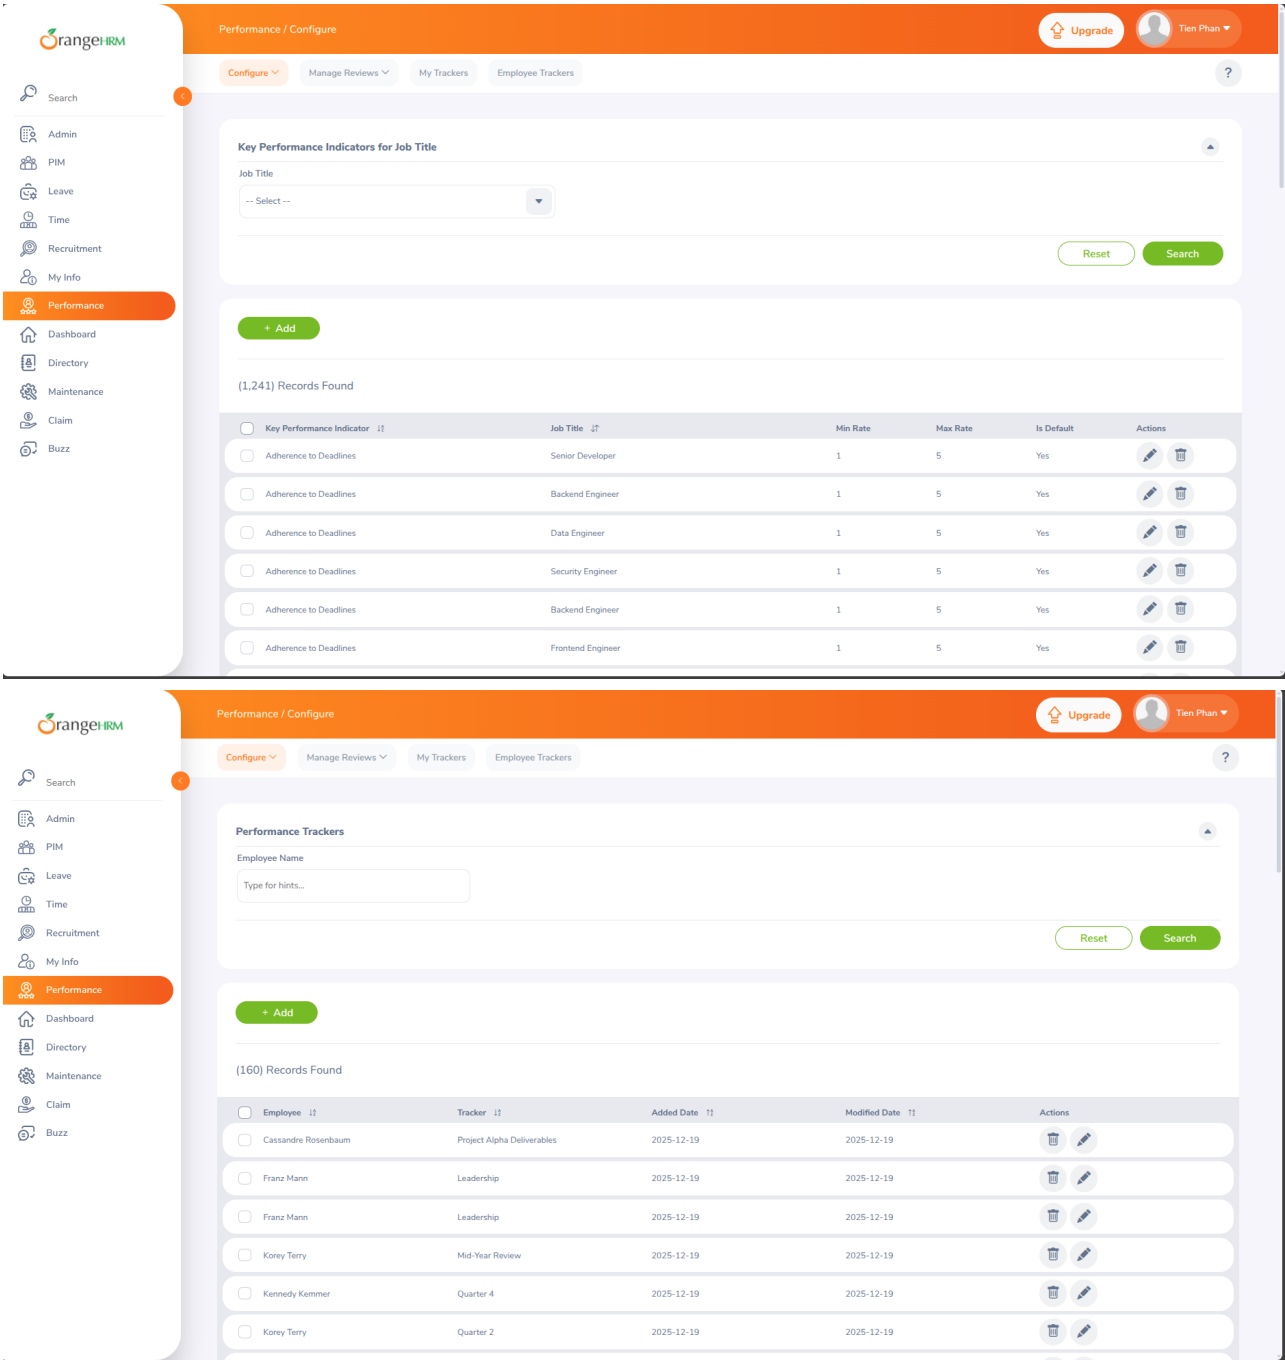 OrangeHRM
Performance / Configure
Upgrade
Tien Phan
Configure
Manage Reviews
My Trackers
Employee Trackers
?
Search
Admin
PIM
Leave
Time
Recruitment
My Info
Performance
Dashboard
Directory
Maintenance
Claim
Buzz
Key Performance Indicators for Job Title
Job Title
-- Select --
Reset
Search
+ Add
(1,241) Records Found
Key Performance Indicator Job Title Min Rate Max Rate Is Default Actions
Adherence to Deadlines Senior Developer 1 5 Yes
Adherence to Deadlines Backend Engineer 1 5 Yes
Adherence to Deadlines Data Engineer 1 5 Yes
Adherence to Deadlines Security Engineer 1 5 Yes
Adherence to Deadlines Backend Engineer 1 5 Yes
Adherence to Deadlines Frontend Engineer 1 5 Yes
OrangeHRM
Performance / Configure
Upgrade
Tien Phan
Configure
Manage Reviews
My Trackers
Employee Trackers
?
Search
Admin
PIM
Leave
Time
Recruitment
My Info
Performance
Dashboard
Directory
Maintenance
Claim
Buzz
Performance Trackers
Employee Name
Type for hints...
Reset
Search
+ Add
(160) Records Found
Employee Tracker Added Date Modified Date Actions
Cassandre Rosenbaum Project Alpha Deliverables 2025-12-19 2025-12-19
Franz Mann Leadership 2025-12-19 2025-12-19
Franz Mann Leadership 2025-12-19 2025-12-19
Korey Terry Mid-Year Review 2025-12-19 2025-12-19
Kennedy Kemmer Quarter 4 2025-12-19 2025-12-19
Korey Terry Quarter 2 2025-12-19 2025-12-19